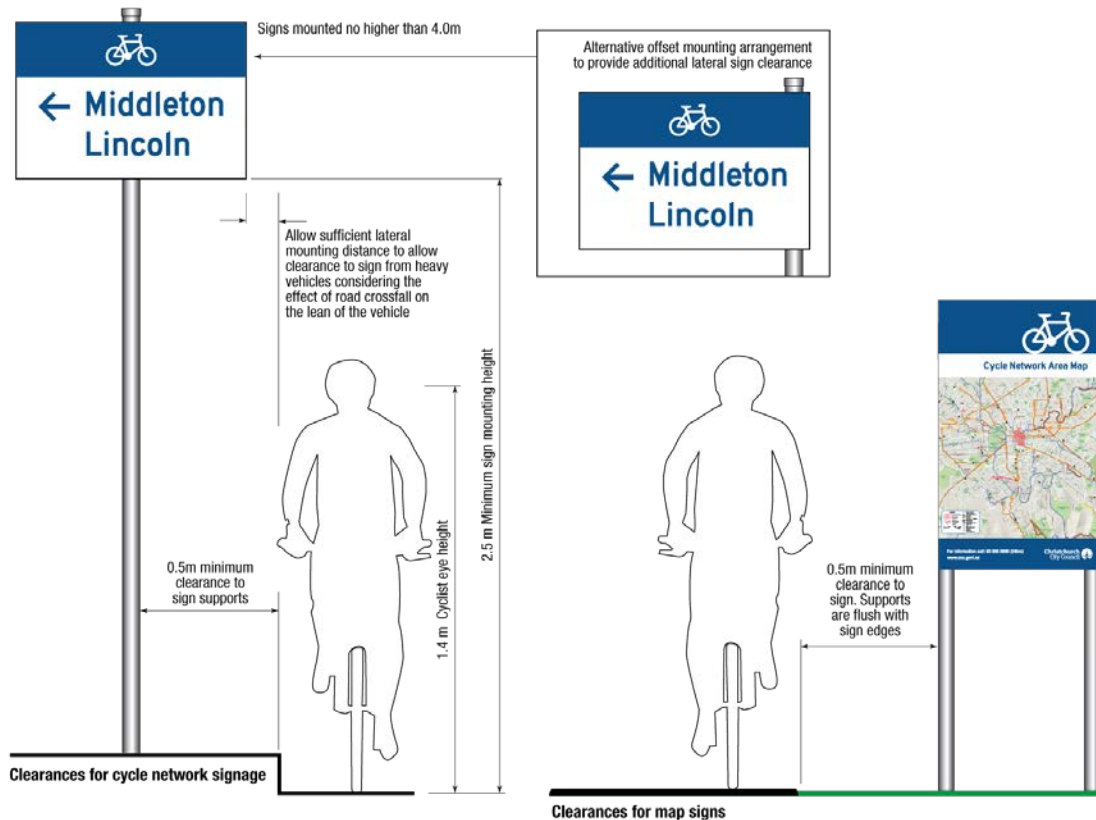 Signs mounted no higher than 4.0m
← Middleton
Lincoln
Alternative offset mounting arrangement
to provide additional lateral sign clearance
← Middleton
Lincoln
Allow sufficient lateral
mounting distance to allow
clearance to sign from heavy
vehicles considering the
effect of road crossfall on
the lean of the vehicle
2.5 m Minimum sign mounting height
1.4 m Cyclist eye height
0.5m minimum
clearance to
sign supports
Clearances for cycle network signage
Cycle Network Area Map
Christchurch
City Council
0.5m minimum
clearance to
sign. Supports
are flush with
sign edges
Clearances for map signs